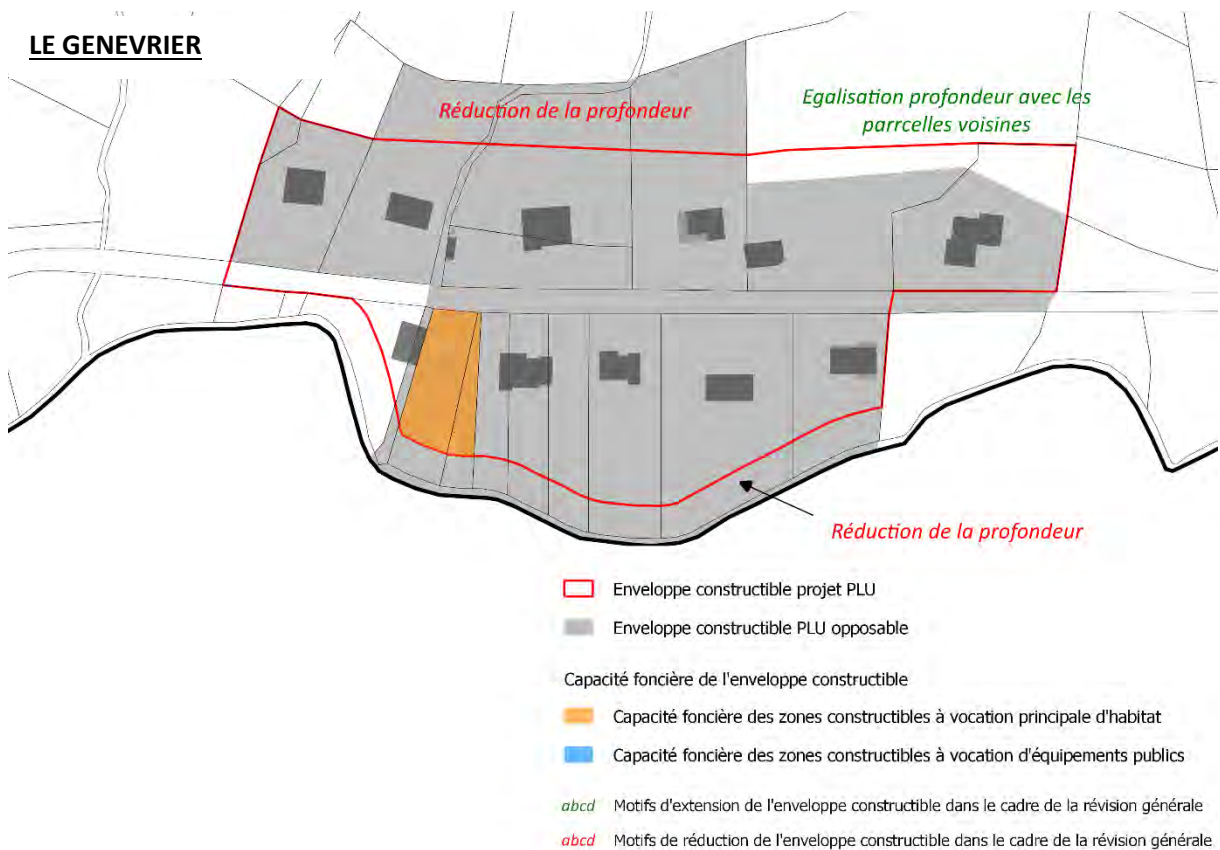 LE GENEVRIER
Réduction de la profondeur
Egalisation profondeur avec les
parrcelles voisines
Réduction de la profondeur
Enveloppe constructible projet PLU
Enveloppe constructible PLU opposable
Capacité foncière de l'enveloppe constructible
Capacité foncière des zones constructibles à vocation principale d'habitat
Capacité foncière des zones constructibles à vocation d'équipements publics
abcd Motifs d'extension de l'enveloppe constructible dans le cadre de la révision générale
abcd Motifs de réduction de l'enveloppe constructible dans le cadre de la révision générale